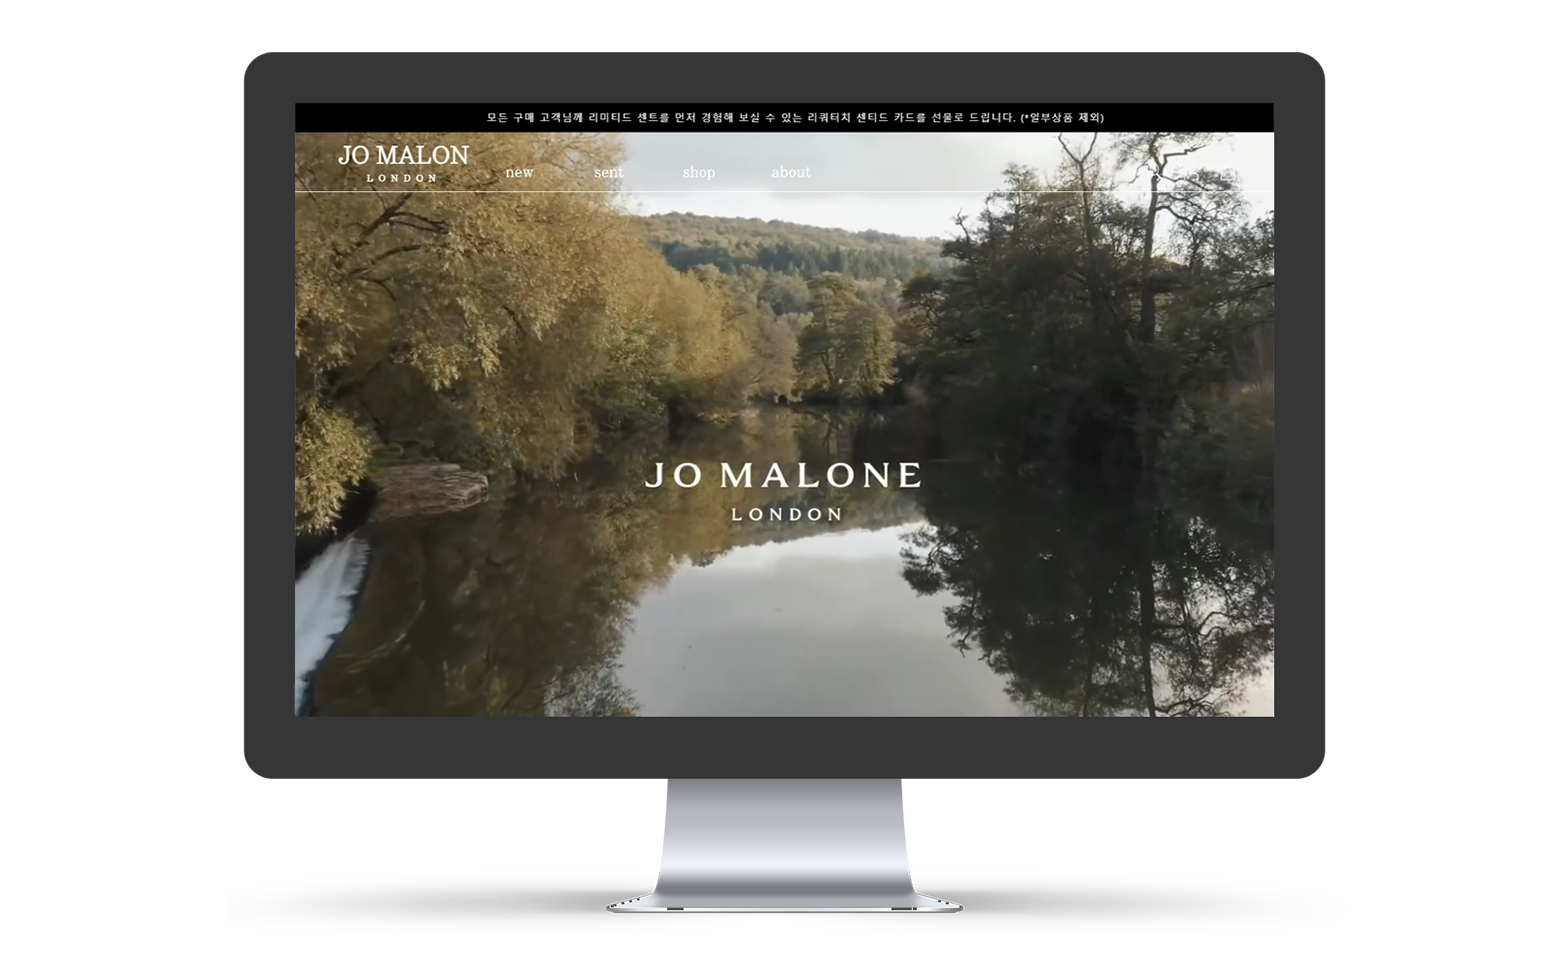 모든 구매 고객님께 리미티드 센트를 먼저 경험해 보실 수 있는 리쿼터치 센티드 카드를 선물로 드립니다. (*일부상품 제외)
JO MALON
LONDON
new sent shop about
JO MALONE
LONDON